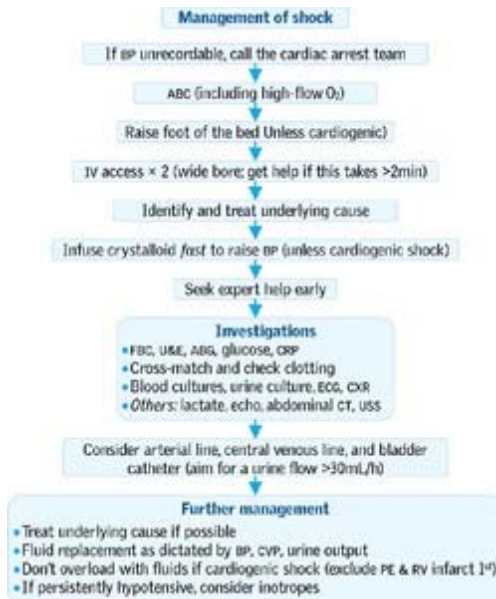 Management of shock
If BP unrecordable, call the cardiac arrest team
ABC (including high-flow O₂)
Raise foot of the bed Unless cardiogenic)
IV access × 2 (wide bore; get help if this takes >2min)
Identify and treat underlying cause
Infuse crystalloid fast to raise BP (unless cardiogenic shock)
Seek expert help early
Investigations
• FBC, U&E, ABG, glucose, CRP
• Cross-match and check clotting
• Blood cultures, urine culture, ECG, CXR
• Others: lactate, echo, abdominal CT, USS
Consider arterial line, central venous line, and bladder
catheter (aim for a urine flow >30mL/h)
Further management
• Treat underlying cause if possible
• Fluid replacement as dictated by BP, CVP, urine output
• Don't overload with fluids if cardiogenic shock (exclude PE & RV infarct 1ˢᵗ)
• If persistently hypotensive, consider inotropes